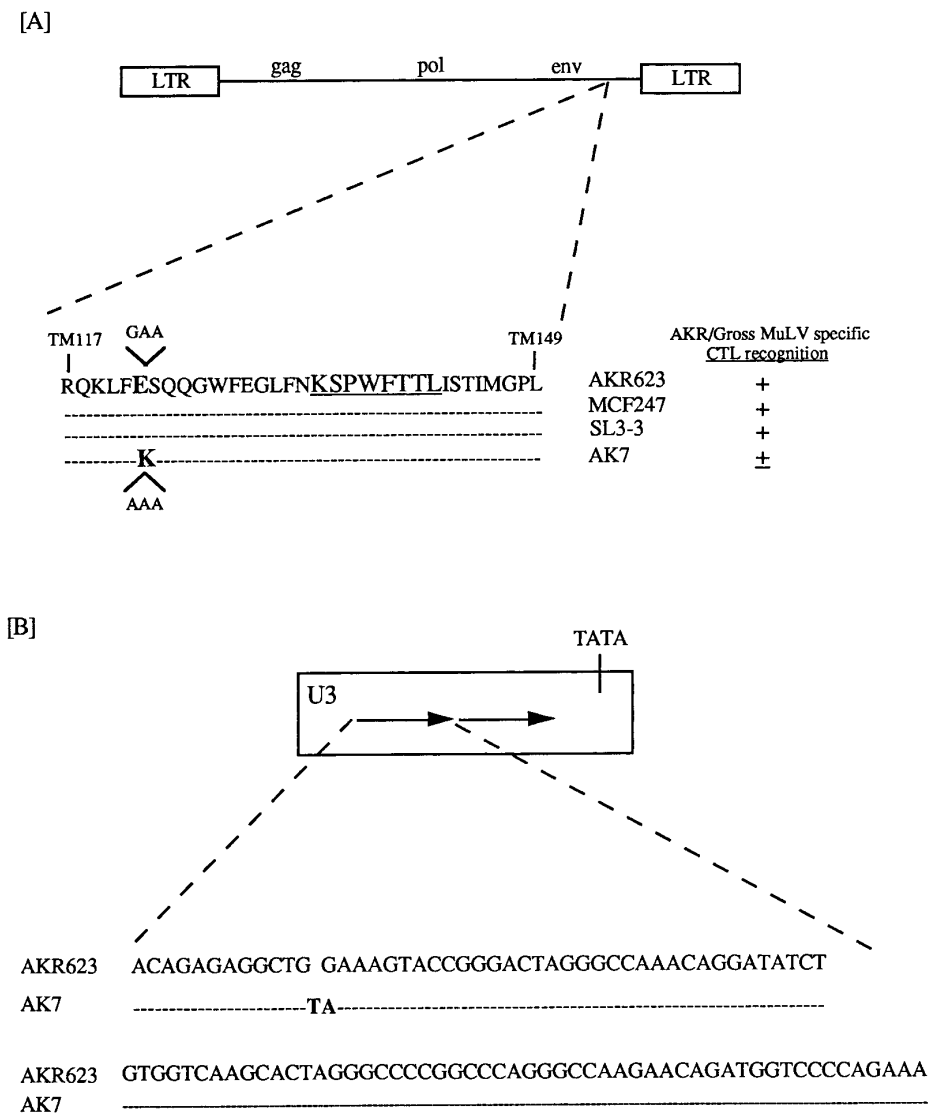 [A]
LTR gag pol env LTR
TM117 GAA TM149
AKR/Gross MuLV specific
CTL recognition
RQKLFESQQGWFEGLFNKSPWFTTLISTIMGPL AKR623 +
MCF247 +
SL3-3 +
K AK7 ±
AAA
[B]
TATA
U3
AKR623 ACAGAGAGGCTG GAAAGTACCGGGACTAGGGCCAAACAGGATATCT
AK7 TA
AKR623 GTGGTCAAGCACTAGGGCCCCGGCCCAGGGCCAAGAACAGATGGTCCCCAGAAA
AK7